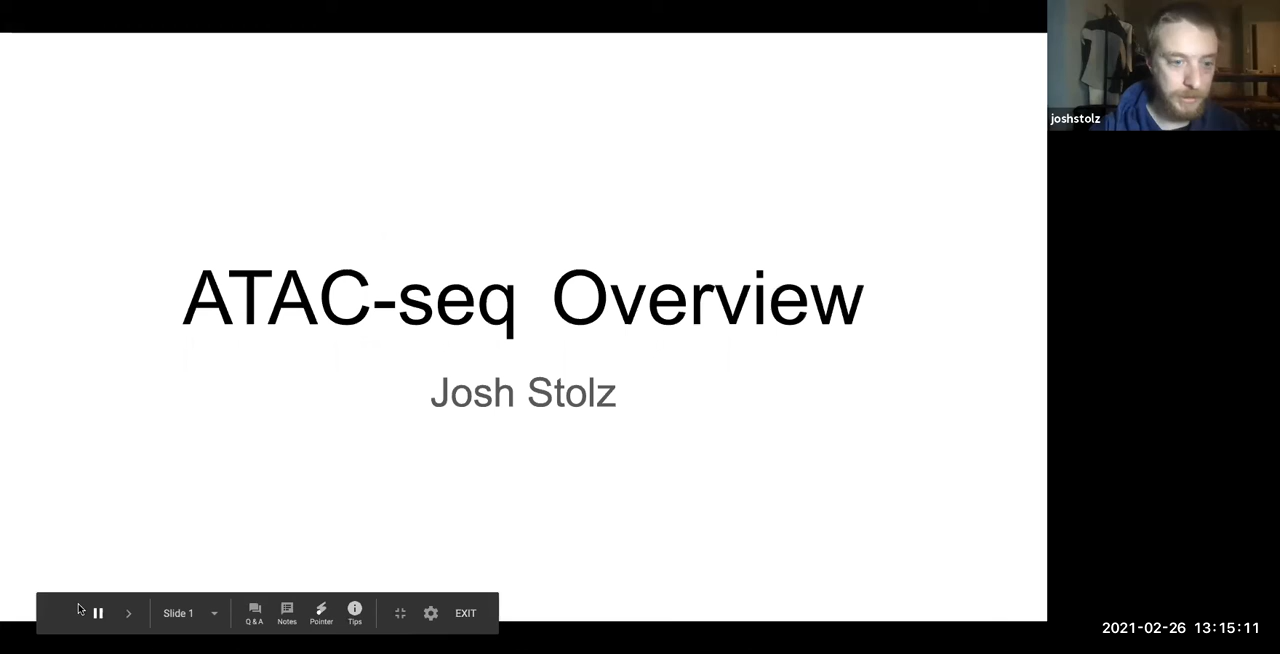 joshstolz
ATAC-seq Overview
Josh Stolz
Slide 1
Q & A
Notes
Pointer
Tips
EXIT
2021-02-26 13:15:11